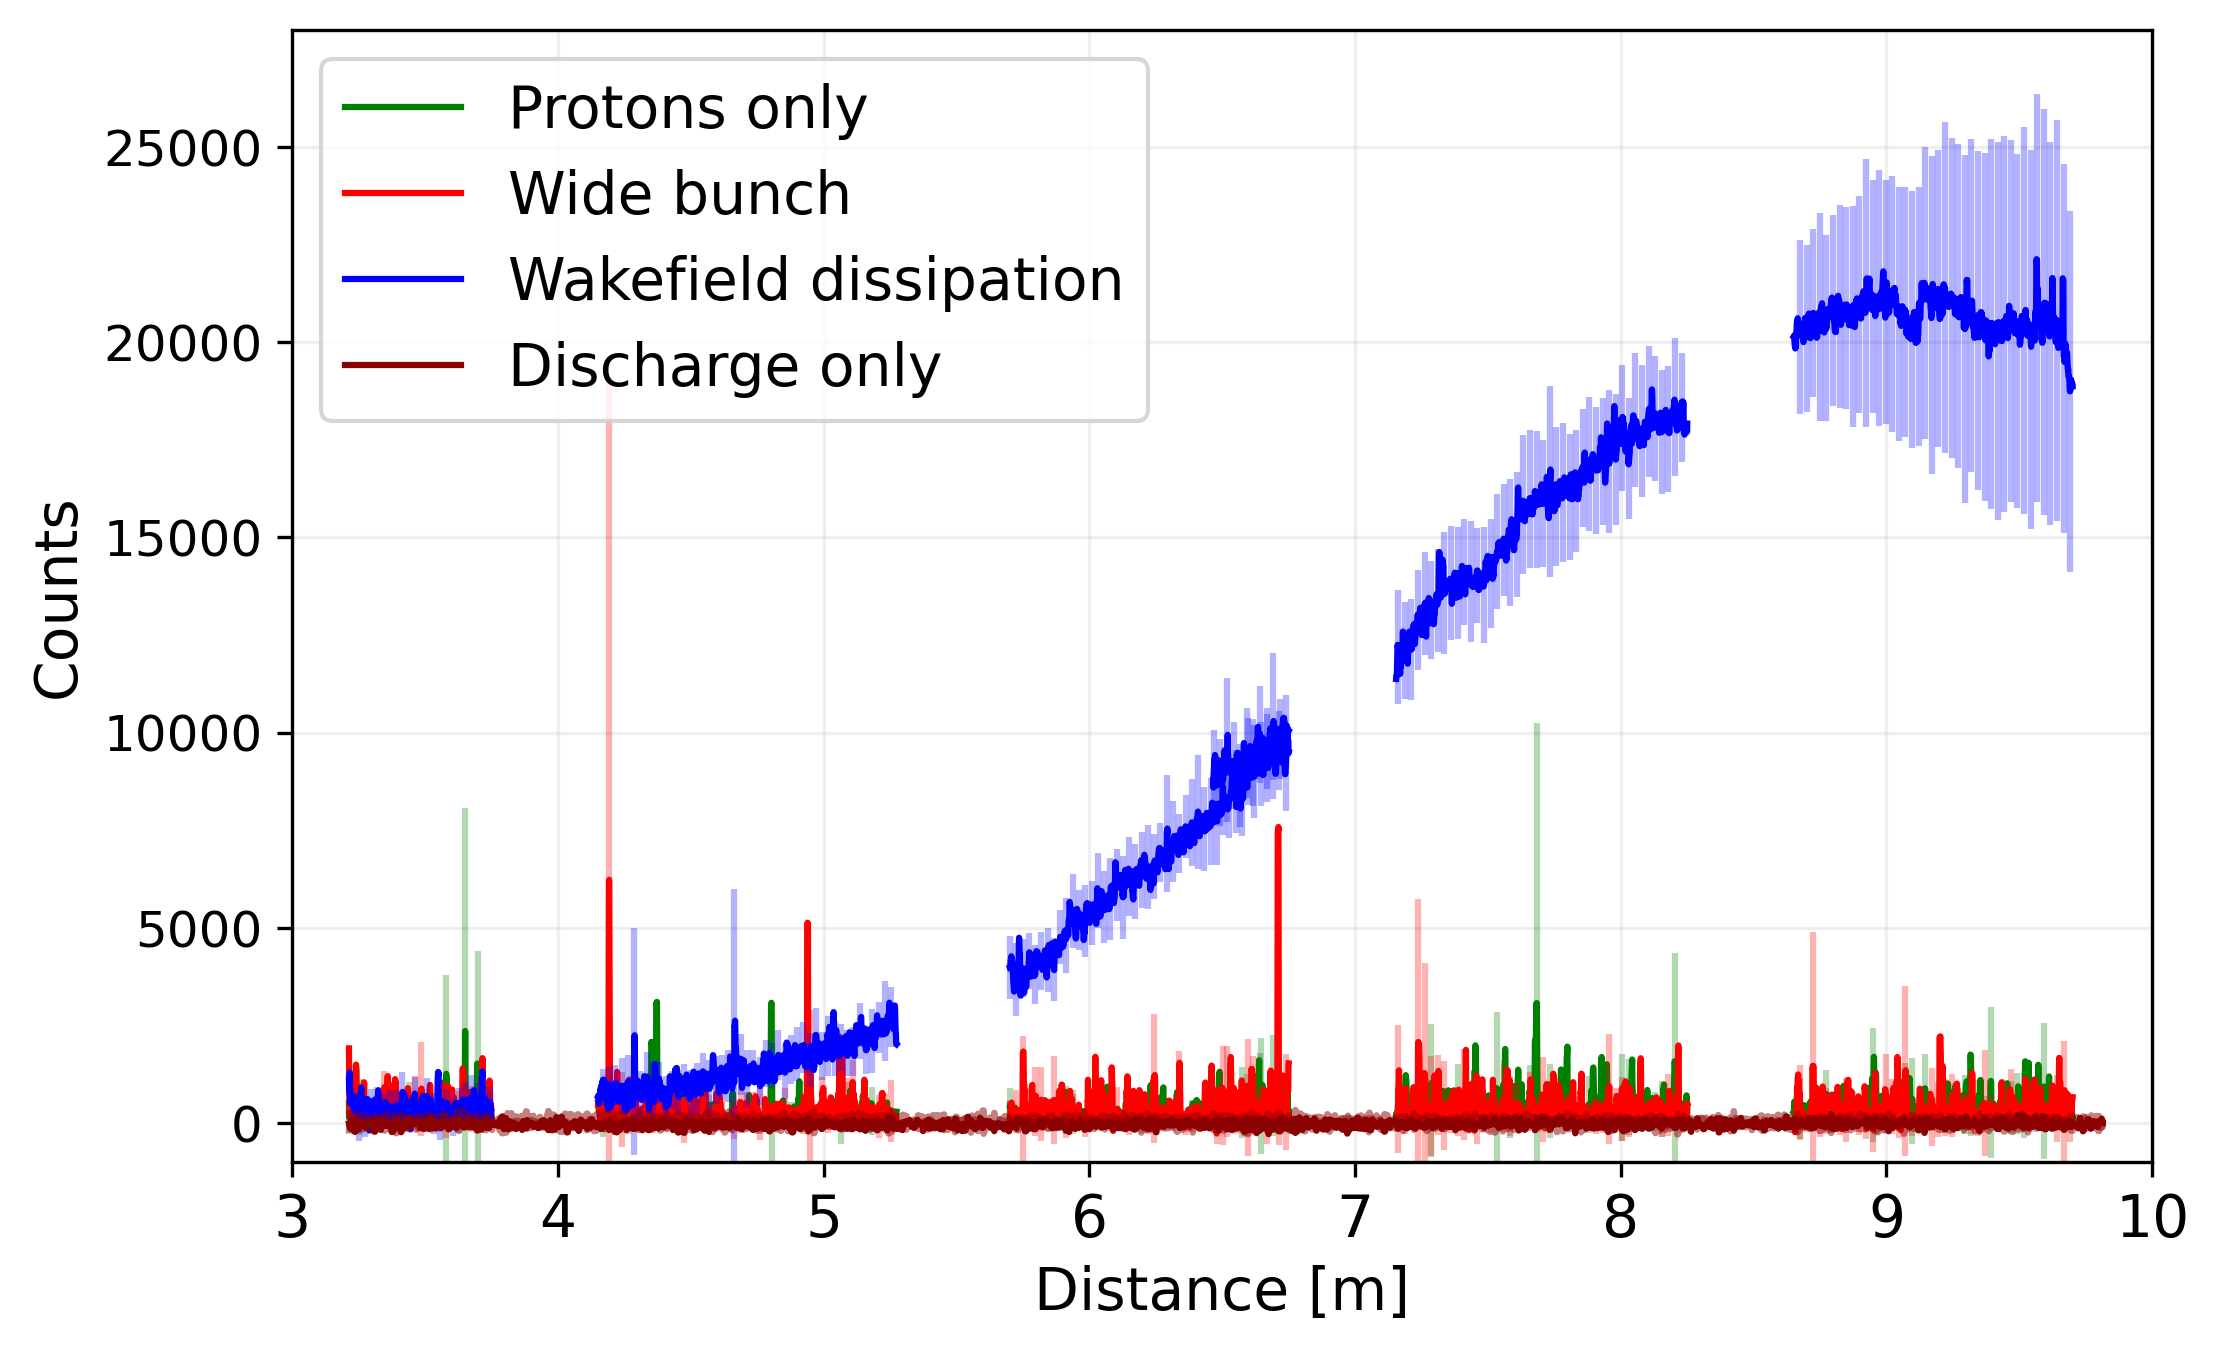 Protons only
Wide bunch
Wakefield dissipation
Discharge only
25000
20000
15000
10000
5000
0
Counts
3 4 5 6 7 8 9 10
Distance [m]